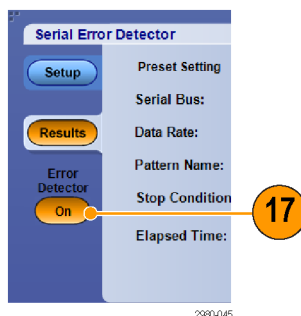 Serial Error Detector
Setup
Preset Setting
Serial Bus:
Results
Data Rate:
Pattern Name:
Error
Detector
On
Stop Condition
Elapsed Time:
17
2980-045